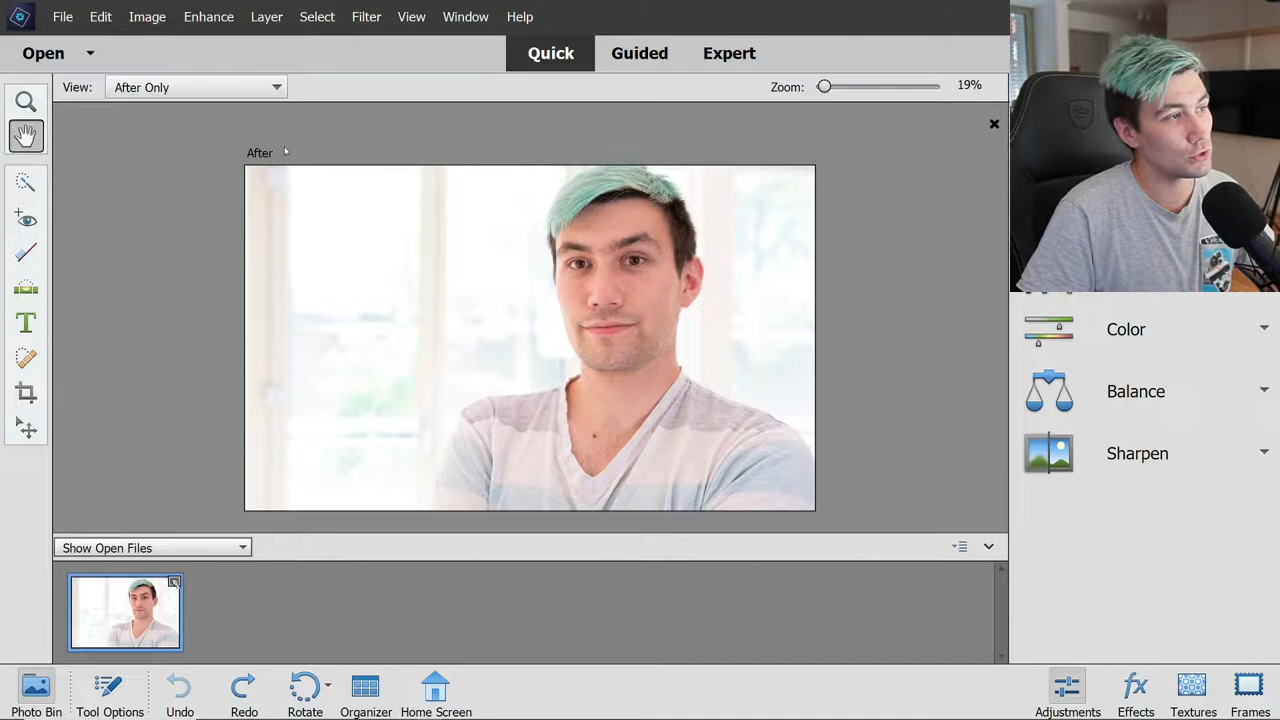 File Edit Image Enhance Layer Select Filter View Window Help
Open Quick Guided Expert
View: After Only Zoom: 19%
After
T
Color
Balance
Sharpen
Show Open Files
Photo Bin Tool Options Undo Redo Rotate Organizer Home Screen fx Adjustments Effects Textures Frames